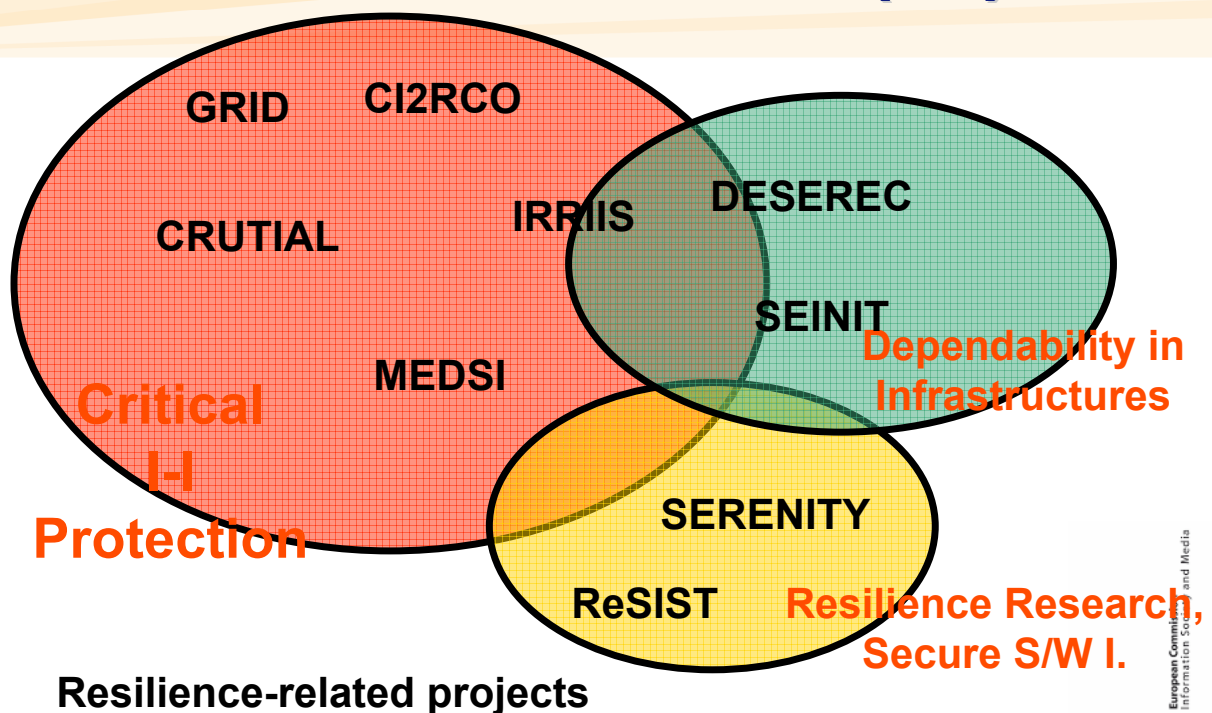 GRID
CI2RCO
DESEREC
IRRIIS
CRUTIAL
SEINIT
Dependability in
Infrastructures
MEDSI
Critical
I-I
Protection
SERENITY
ReSIST
Resilience Research,
Secure S/W I.
European Commission
Information Society and Media
Resilience-related projects